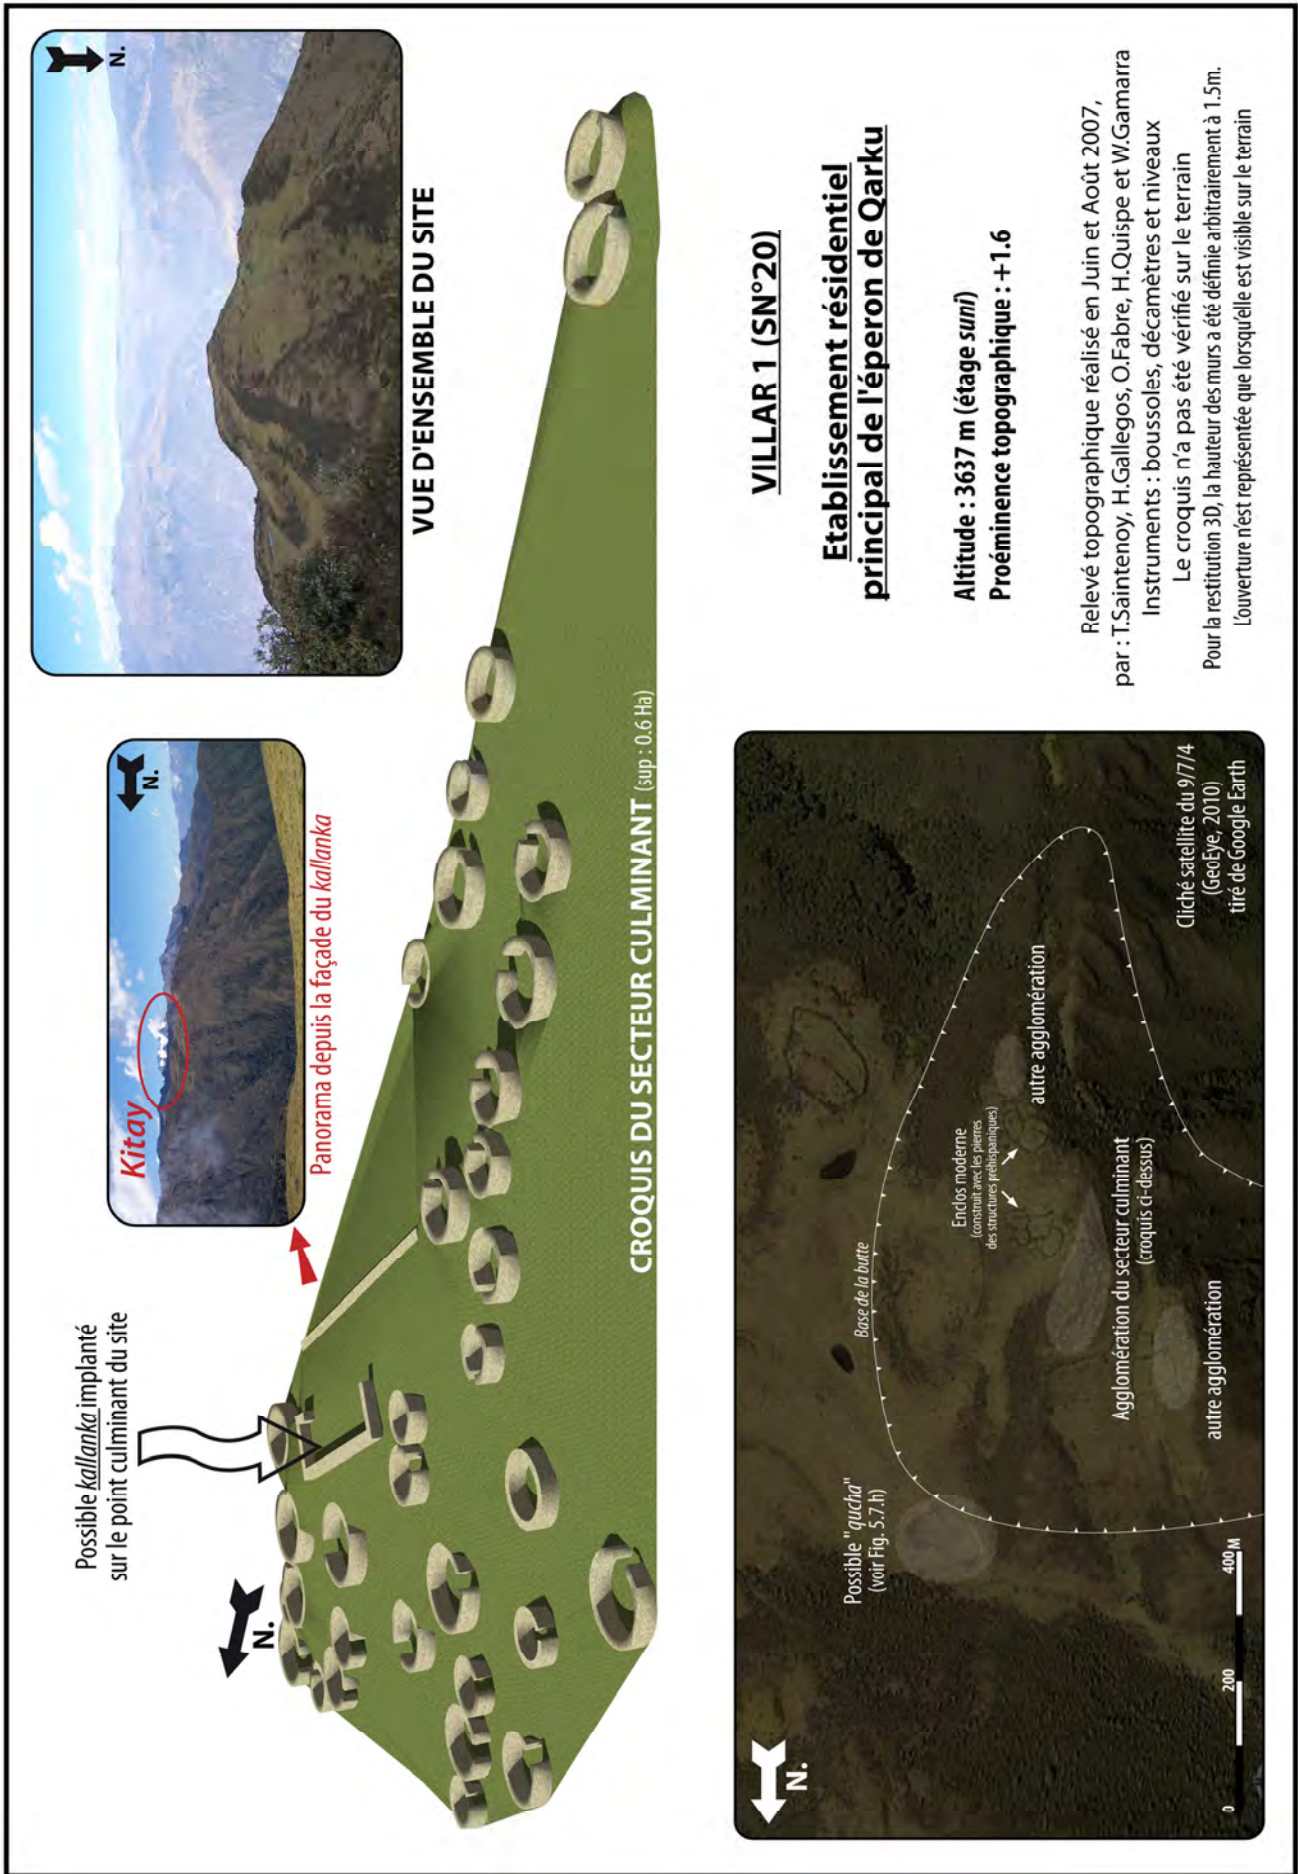 Possible kallanka implanté
sur le point culminant du site
N.
Kitay
N.
Panorama depuis la façade du kallanka
N.
VUE D'ENSEMBLE DU SITE
CROQUIS DU SECTEUR CULMINANT (sup : 0.6 Ha)
N.
Possible "qucha"
(voir Fig. 5.7.h)
Base de la butte
Enclos moderne
(construit avec les pierres
des structures préhispaniques)
autre agglomération
Agglomération du secteur culminant
(croquis ci-dessus)
autre agglomération
0 200 400 M
Cliché satellite du 9/7/4
(GeoEye, 2010)
tiré de Google Earth
VILLAR 1 (SN°20)
Etablissement résidentiel
principal de l'éperon de Qarku
Altitude : 3637 m (étage suni)
Proéminence topographique : +1.6
Relevé topographique réalisé en Juin et Août 2007,
par : T.Saintenoy, H.Gallegos, O.Fabre, H.Quispe et W.Gamarra
Instruments : boussoles, décamètres et niveaux
Le croquis n'a pas été vérifié sur le terrain
Pour la restitution 3D, la hauteur des murs a été définie arbitrairement à 1.5m.
L'ouverture n'est représentée que lorsqu'elle est visible sur le terrain